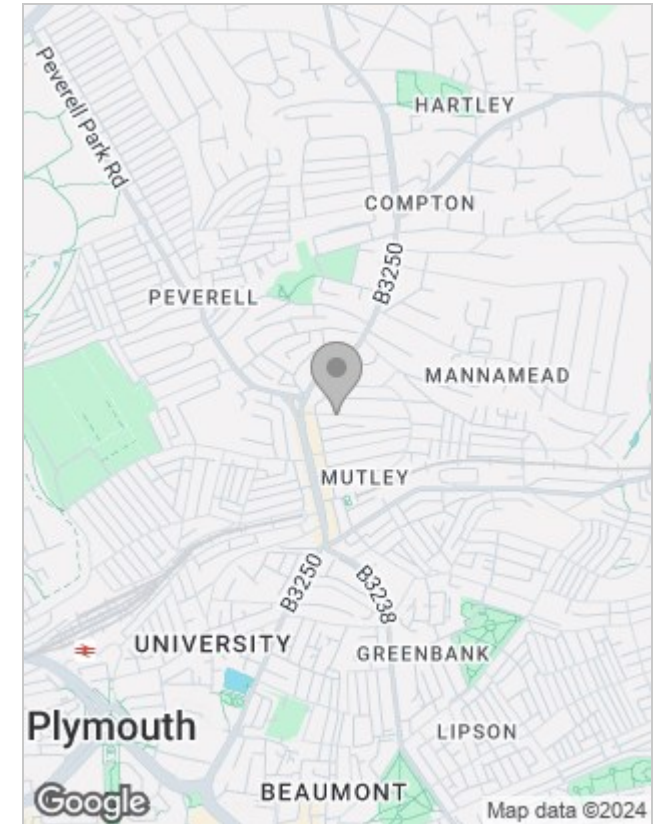 Peverell Park Rd
HARTLEY
COMPTON
B3250
PEVERELL
MANNAMEAD
MUTLEY
B3250
B3238
UNIVERSITY
GREENBANK
Plymouth
LIPSON
BEAUMONT
Google
Map data ©2024